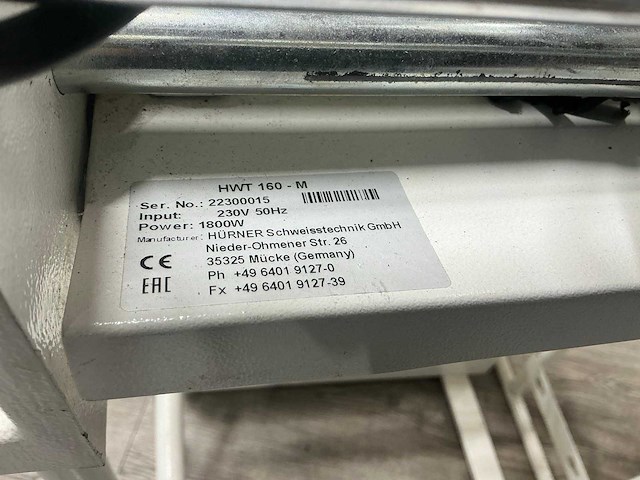 HWT 160 - M
Ser. No.: 22300015
Input: 230V 50Hz
Power: 1800W
Manufacturer: HÜRNER Schweisstechnik GmbH
Nieder-Ohmener Str. 26
35325 Mücke (Germany)
CE
Ph +49 6401 9127-0
EAC
Fx +49 6401 9127-39